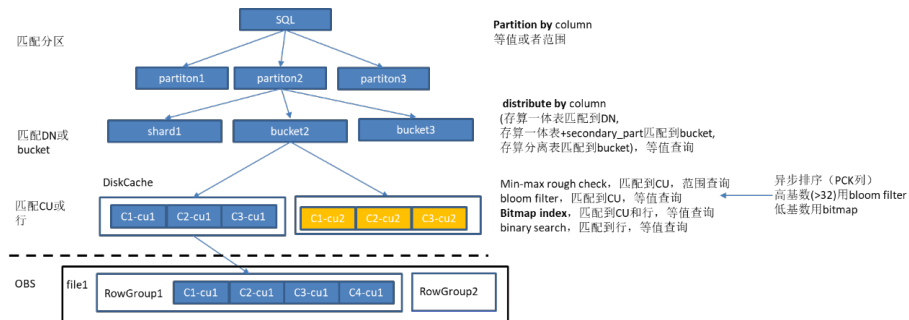 SQL
匹配分区
Partition by column
等值或者范围
partiton1
partiton2
partiton3
distribute by column
(存算一体表匹配到DN,
存算一体表+secondary_part匹配到bucket,
存算分离表匹配到bucket)，等值查询
匹配DN或
bucket
shard1
bucket2
bucket3
DiskCache
匹配CU或
行
C1-cu1
C2-cu1
C3-cu1
C1-cu2
C2-cu2
C3-cu2
Min-max rough check，匹配到CU，范围查询
bloom filter，匹配到CU，等值查询
Bitmap index，匹配到CU和行，等值查询
binary search，匹配到行，等值查询
异步排序（PCK列）
高基数(>32)用bloom filter
低基数用bitmap
OBS
file1
RowGroup1
C1-cu1
C2-cu1
C3-cu1
C4-cu1
RowGroup2